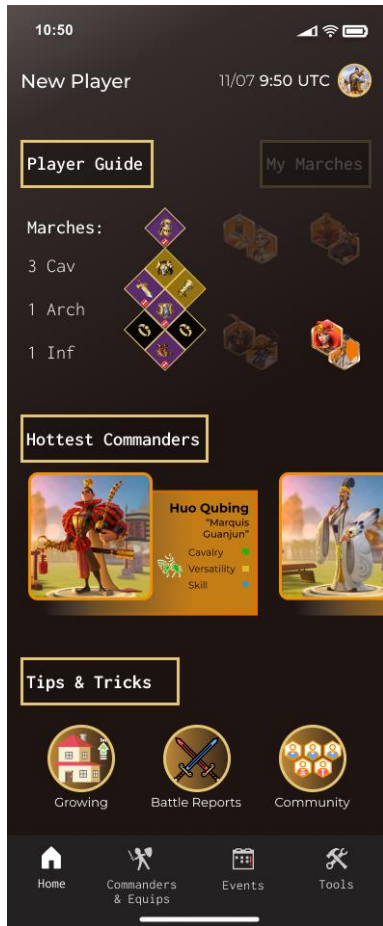 10:50
New Player
11/07 9:50 UTC
Player Guide
My Marches
Marches:
3 Cav
1 Arch
1 Inf
Hottest Commanders
Huo Qubing
"Marquis
Guanjun"
Cavalry
Versatility
Skill
Tips & Tricks
Growing
Battle Reports
Community
Home
Commanders
& Equips
Events
Tools